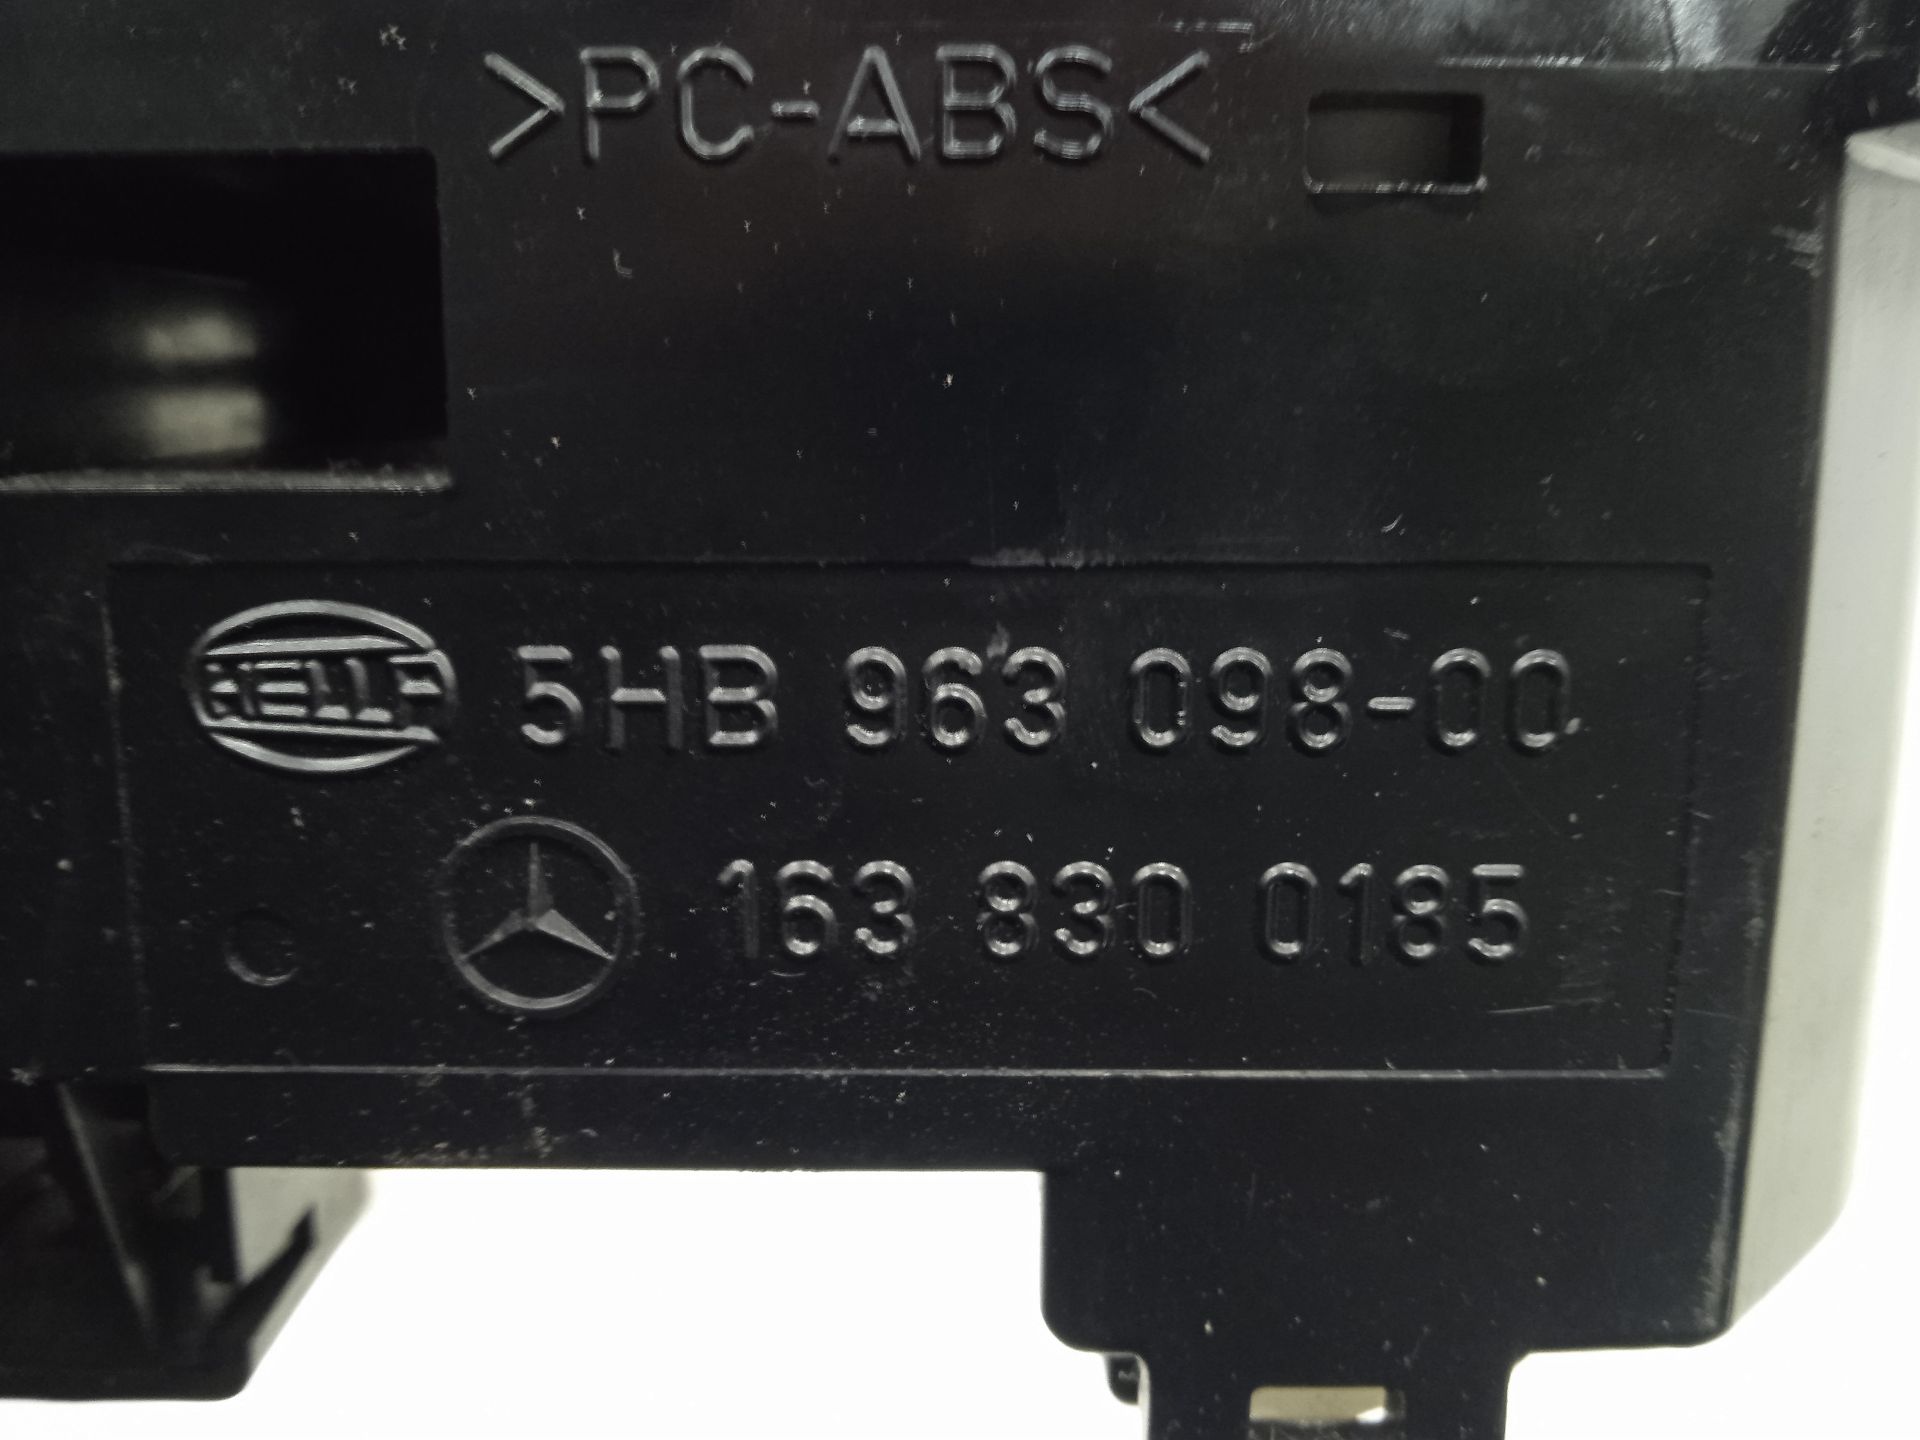 >PC-ABS<
HELLA 5HB 963 098-00
163 830 0185